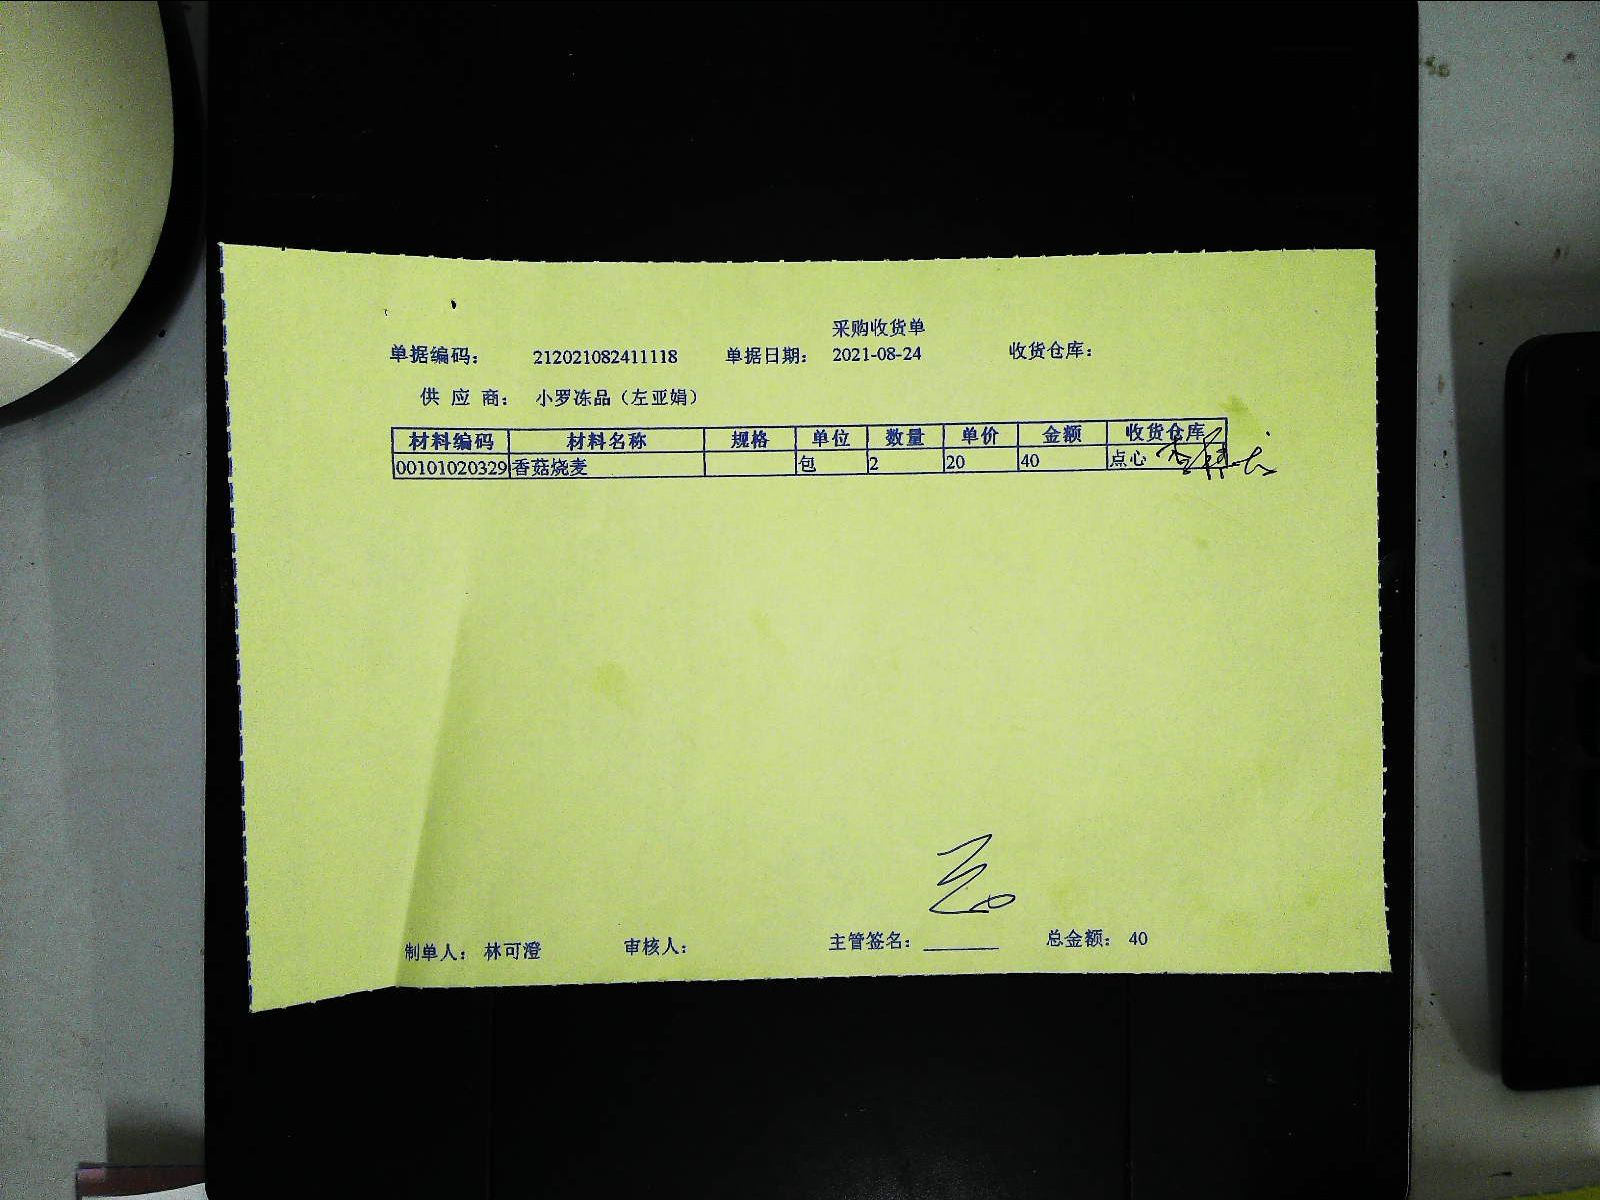 采购收货单
单据编码： 212021082411118 单据日期： 2021-08-24 收货仓库：
供 应 商： 小罗冻品（左亚娟）
材料编码 材料名称 规格 单位 数量 单价 金额 收货仓库
00101020329 香菇烧麦 包 2 20 40 点心
制单人： 林可澄 审核人： 主管签名： 总金额： 40